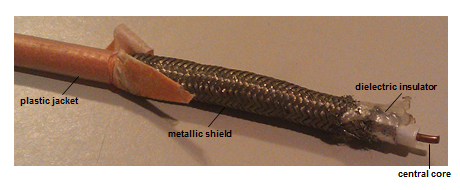 dielectric insulator
plastic jacket
metallic shield
central core